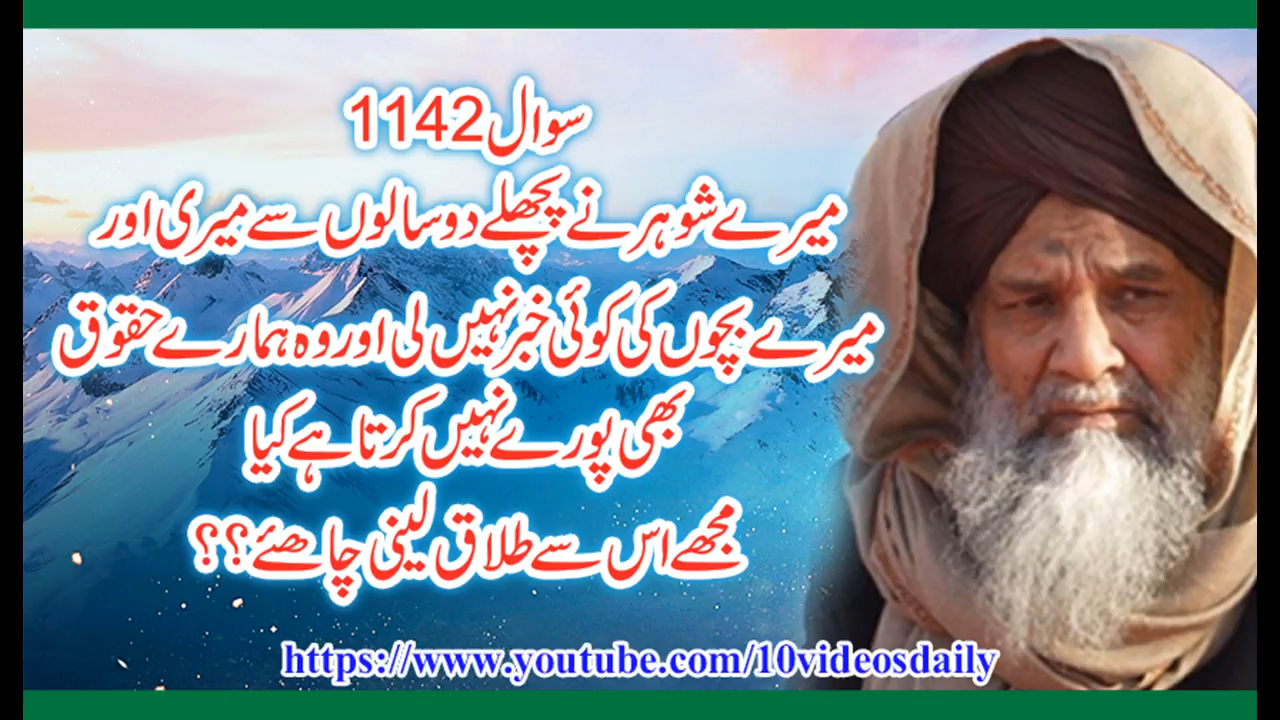 سوال 1142
میرے شوہر نے پچھلے دو سالوں سے میری اور
میرے بچوں کی کوئی خبر نہیں لی اور وہ ہمارے حقوق
بھی پورے نہیں کرتا ہے کیا
مجھے اس سے طلاق لینی چاھئے؟؟
https://www.youtube.com/10videosdaily